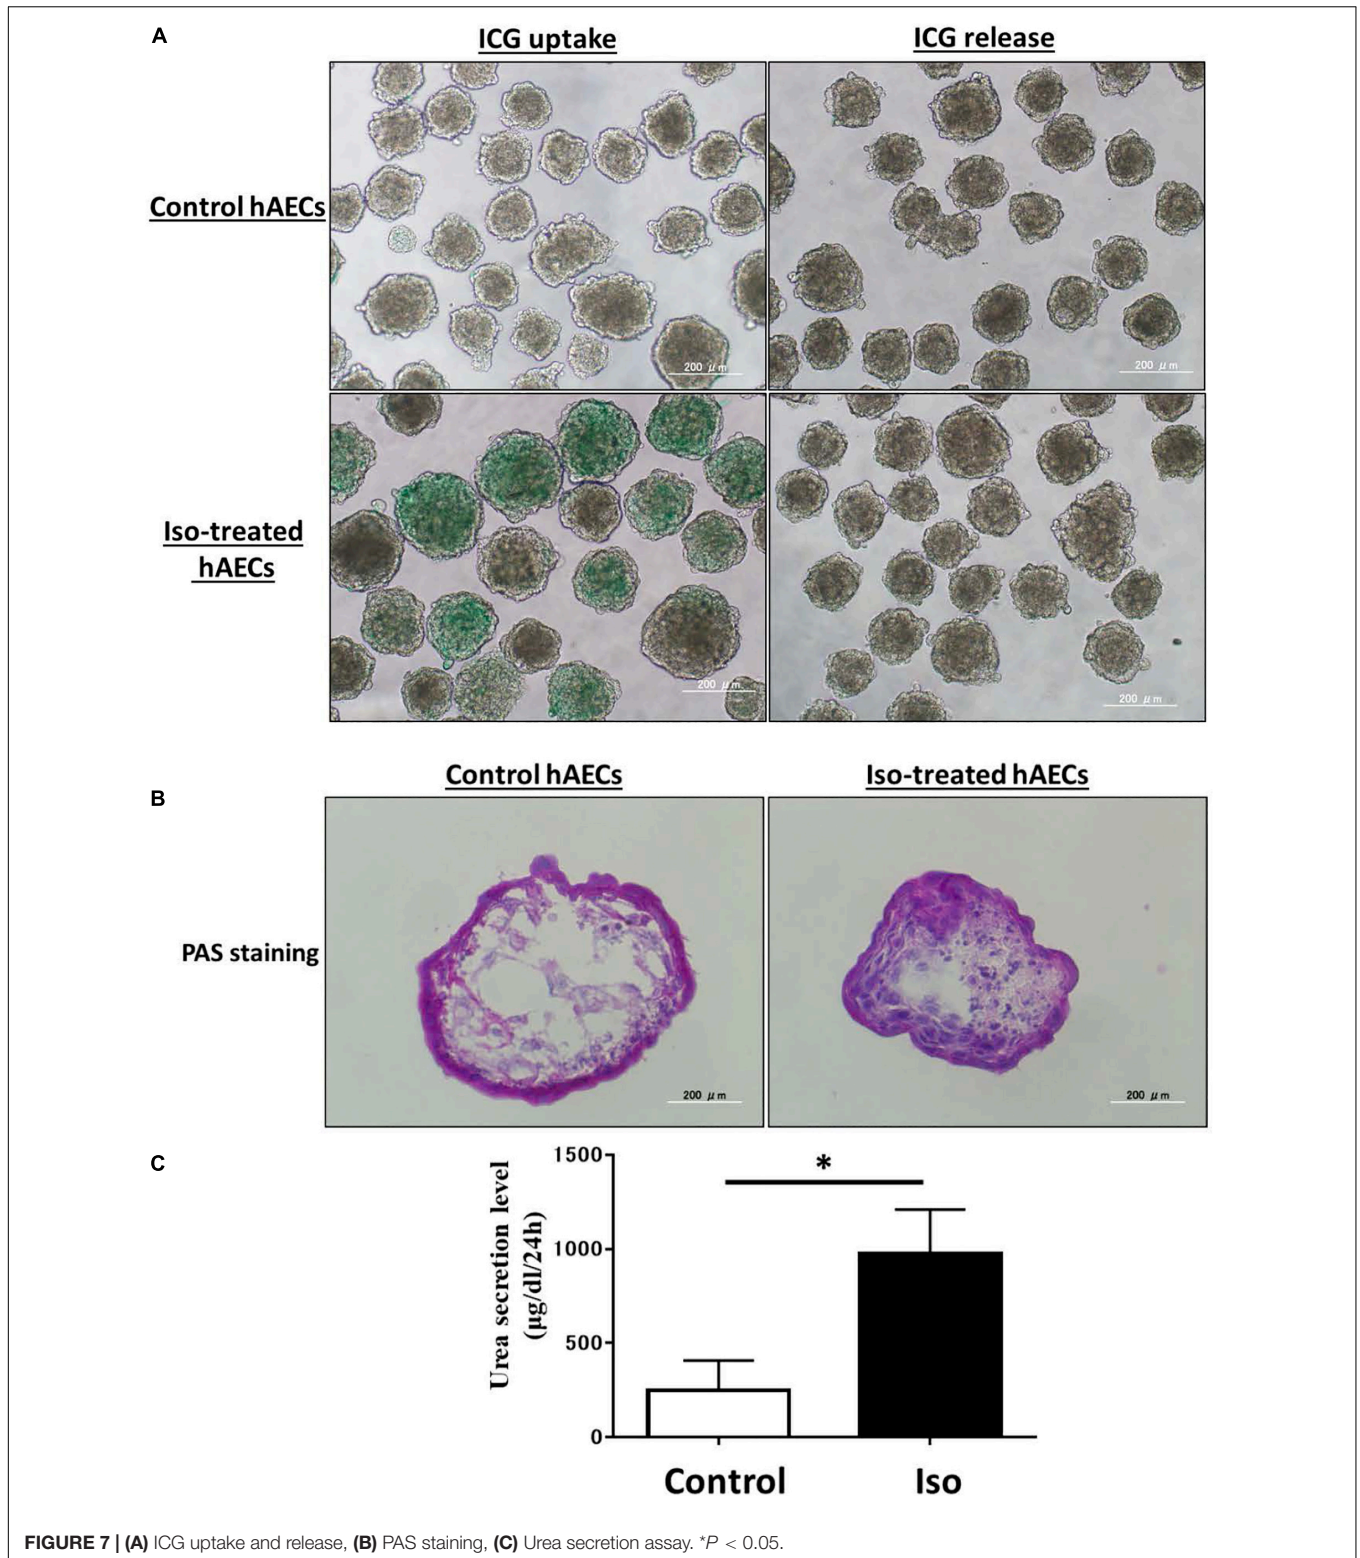 A
ICG uptake
ICG release
Control hAECs
200 μm
200 μm
Iso-treated
hAECs
200 μm
200 μm
Control hAECs
Iso-treated hAECs
B
PAS staining
200 μm
200 μm
C
Urea secretion level
(μg/dl/24h)
1500
*
1000
500
0
Control
Iso
FIGURE 7 | (A) ICG uptake and release, (B) PAS staining, (C) Urea secretion assay. *P < 0.05.